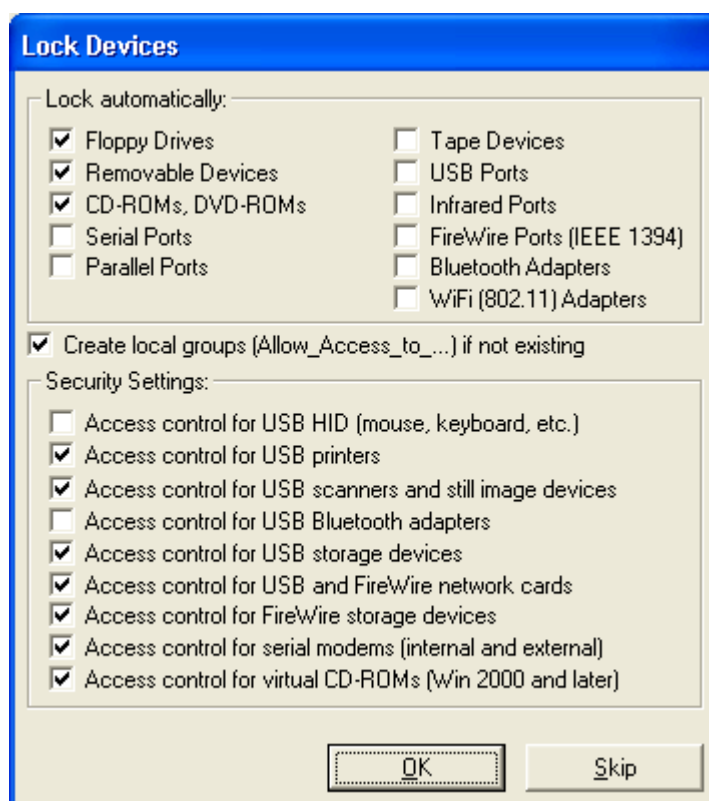 Lock Devices
Lock automatically:
Floppy Drives
Removable Devices
CD-ROMs, DVD-ROMs
Serial Ports
Parallel Ports
Tape Devices
USB Ports
Infrared Ports
FireWire Ports (IEEE 1394)
Bluetooth Adapters
WiFi (802.11) Adapters
Create local groups (Allow_Access_to_...) if not existing
Security Settings:
Access control for USB HID (mouse, keyboard, etc.)
Access control for USB printers
Access control for USB scanners and still image devices
Access control for USB Bluetooth adapters
Access control for USB storage devices
Access control for USB and FireWire network cards
Access control for FireWire storage devices
Access control for serial modems (internal and external)
Access control for virtual CD-ROMs (Win 2000 and later)
OK
Skip